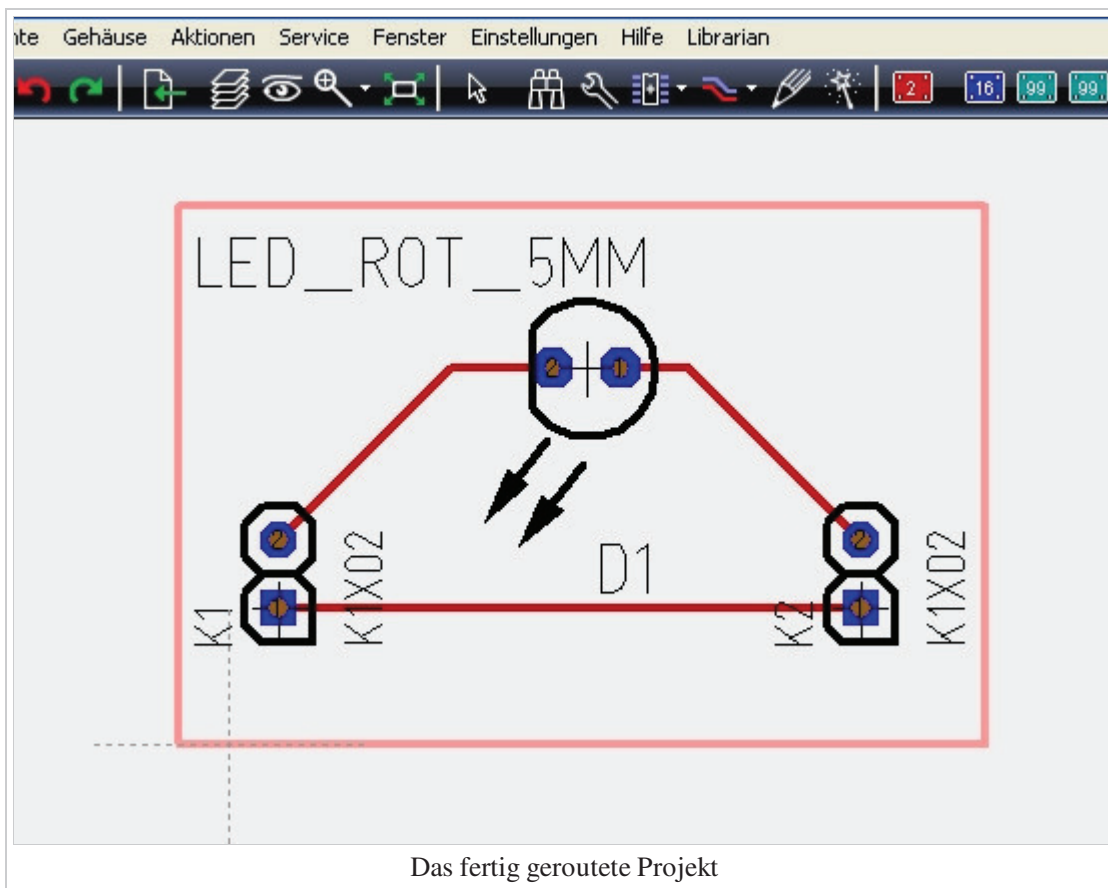 nte Gehäuse Aktionen Service Fenster Einstellungen Hilfe Librarian
2 16 99 99
LED_ROT_5MM
2 1
2 2
D1
K1 K1X02 K2 K1X02
1 1
Das fertig geroutete Projekt